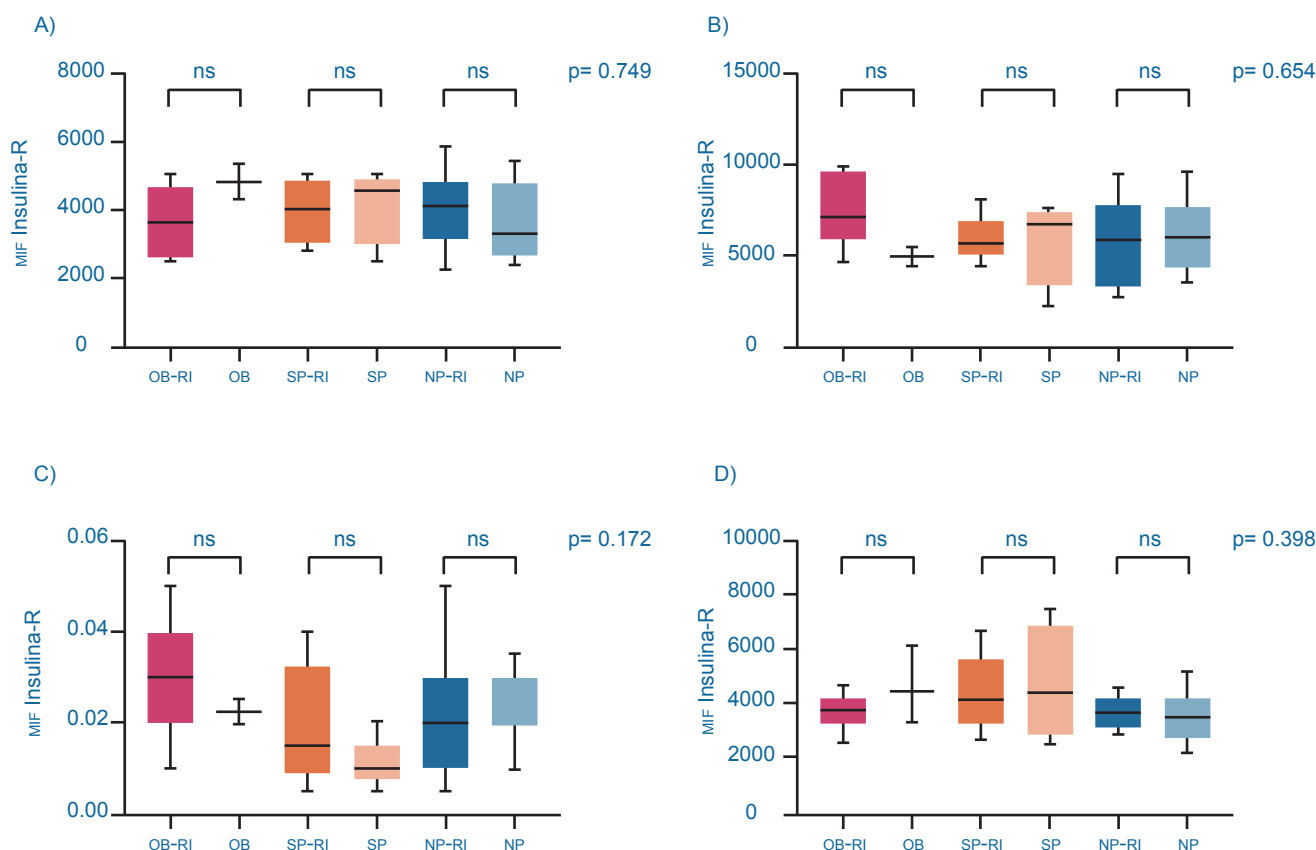 A)
MIF Insulina-R
8000
6000
4000
2000
0
ns
ns
ns
p= 0.749
OB-RI OB SP-RI SP NP-RI NP
B)
MIF Insulina-R
15000
10000
5000
0
ns
ns
ns
p= 0.654
OB-RI OB SP-RI SP NP-RI NP
C)
MIF Insulina-R
0.06
0.04
0.02
0.00
ns
ns
ns
p= 0.172
OB-RI OB SP-RI SP NP-RI NP
D)
MIF Insulina-R
10000
8000
6000
4000
2000
0
ns
ns
ns
p= 0.398
OB-RI OB SP-RI SP NP-RI NP